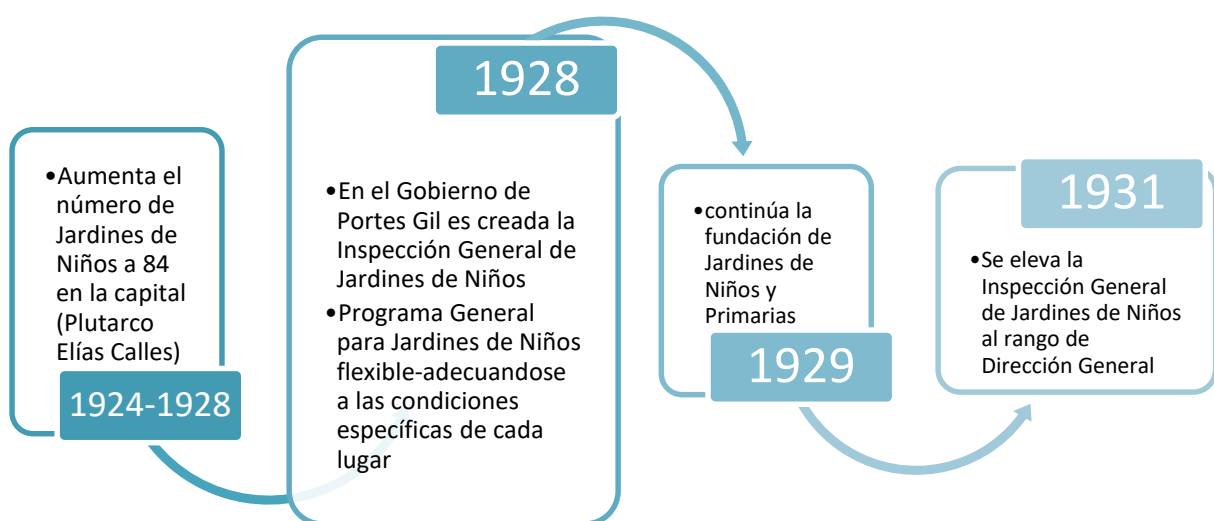 •Aumenta el
número de
Jardines de
Niños a 84
en la capital
(Plutarco
Elías Calles)
1924-1928
1928
•En el Gobierno de
Portes Gil es creada la
Inspección General de
Jardines de Niños
•Programa General
para Jardines de Niños
flexible-adecuandose
a las condiciones
específicas de cada
lugar
•continúa la
fundación de
Jardines de
Niños y
Primarias
1929
1931
•Se eleva la
Inspección General
de Jardines de Niños
al rango de
Dirección General